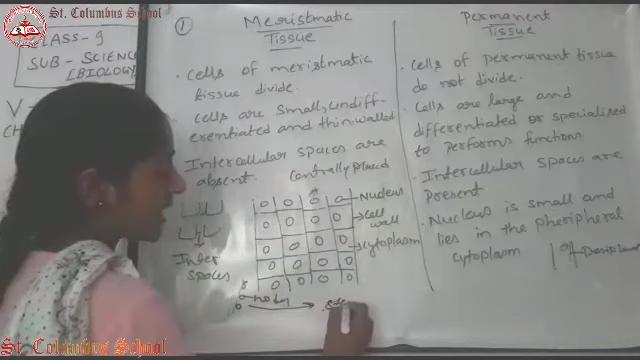 St. Columbus School
CLASS-9
SUB-SCIENCE
[BIOLOGY]
①
Meristmatic
Tissue
· Cells of meristmatic
tissue divide.
· Cells are small, undiff-
erentiated and thin-walled
· Intercellular spaces are
absent.
Centrally placed
Nucleus
Cell
wall
Cytoplasm
Inter
spaces
Permanent
Tissue
· Cells of permanent tissue
do not divide.
· Cells are large and
differentiated or specialised
to performs functions.
· Intercellular spaces are
present
· Nucleus is small and
lies in the pheripheral
cytoplasm
St. Columbus School